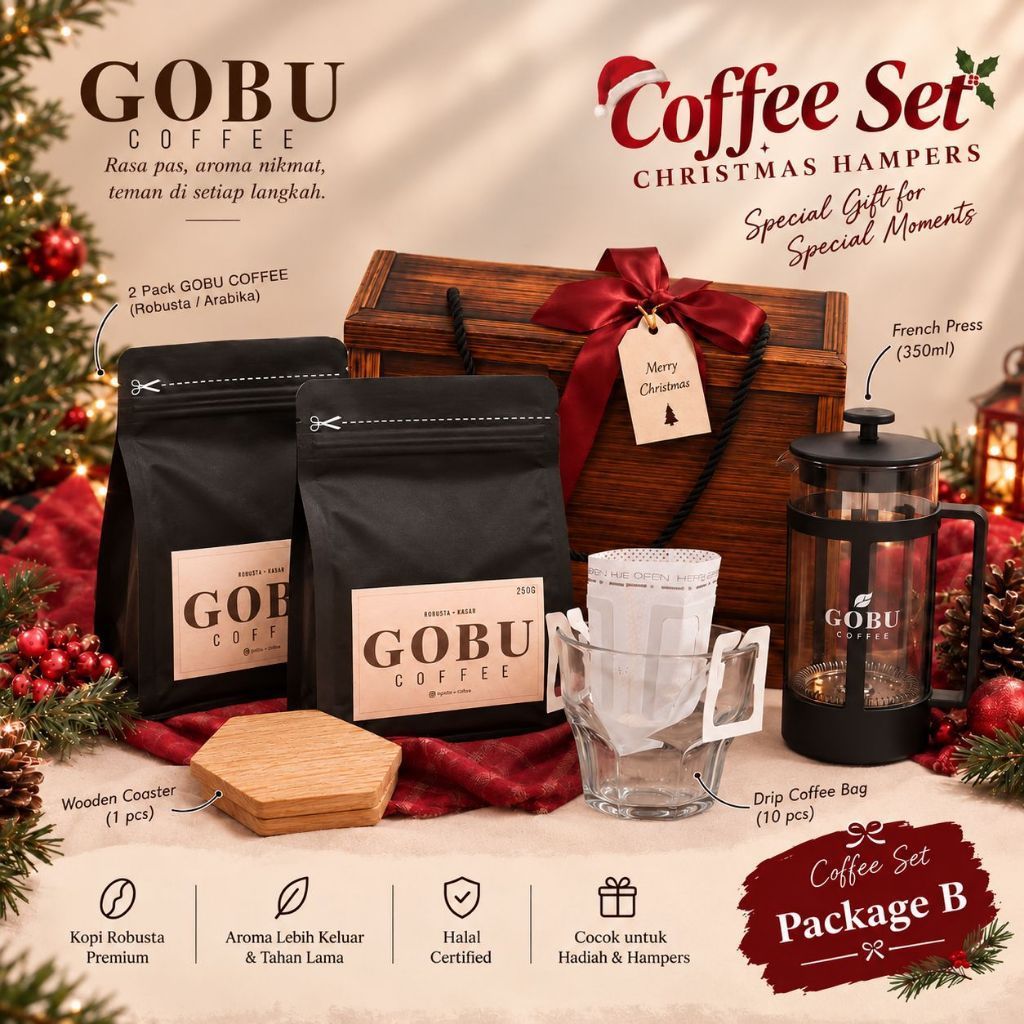 GOBU
COFFEE
Rasa pas, aroma nikmat,
teman di setiap langkah.
Coffee Set
CHRISTMAS HAMPERS
Special Gift for
Special Moments
2 Pack GOBU COFFEE
(Robusta / Arabika)
French Press
(350ml)
Merry
Christmas
ROBUSTA • KASAR
GOB
COFF
250G
ROBUSTA • KASAR
GOBU
COFFEE
GOBU
COFFEE
Wooden Coaster
(1 pcs)
Drip Coffee Bag
(10 pcs)
Coffee Set
Package B
Kopi Robusta
Premium
Aroma Lebih Keluar
& Tahan Lama
Halal
Certified
Cocok untuk
Hadiah & Hampers